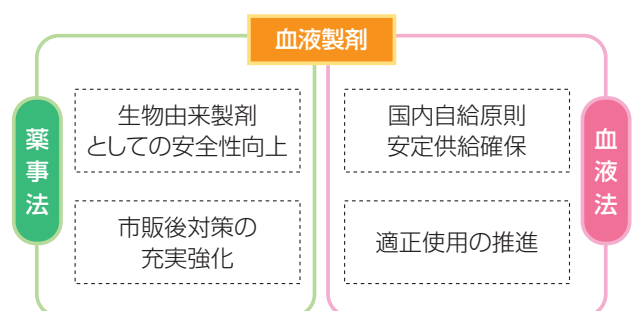 血液製剤
薬事法
生物由来製剤
としての安全性向上
市販後対策の
充実強化
国内自給原則
安定供給確保
適正使用の推進
血液法